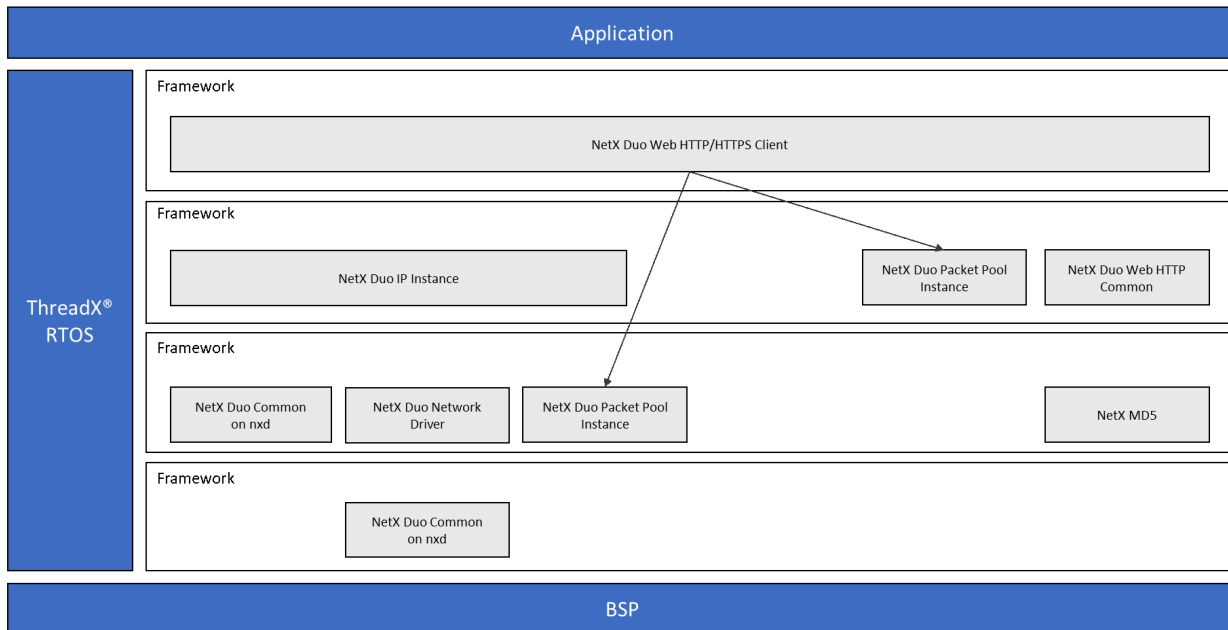 Application
ThreadX®
RTOS
Framework
NetX Duo Web HTTP/HTTPS Client
Framework
NetX Duo IP Instance
NetX Duo Packet Pool
Instance
NetX Duo Web HTTP
Common
Framework
NetX Duo Common
on nxd
NetX Duo Network
Driver
NetX Duo Packet Pool
Instance
NetX MD5
Framework
NetX Duo Common
on nxd
BSP